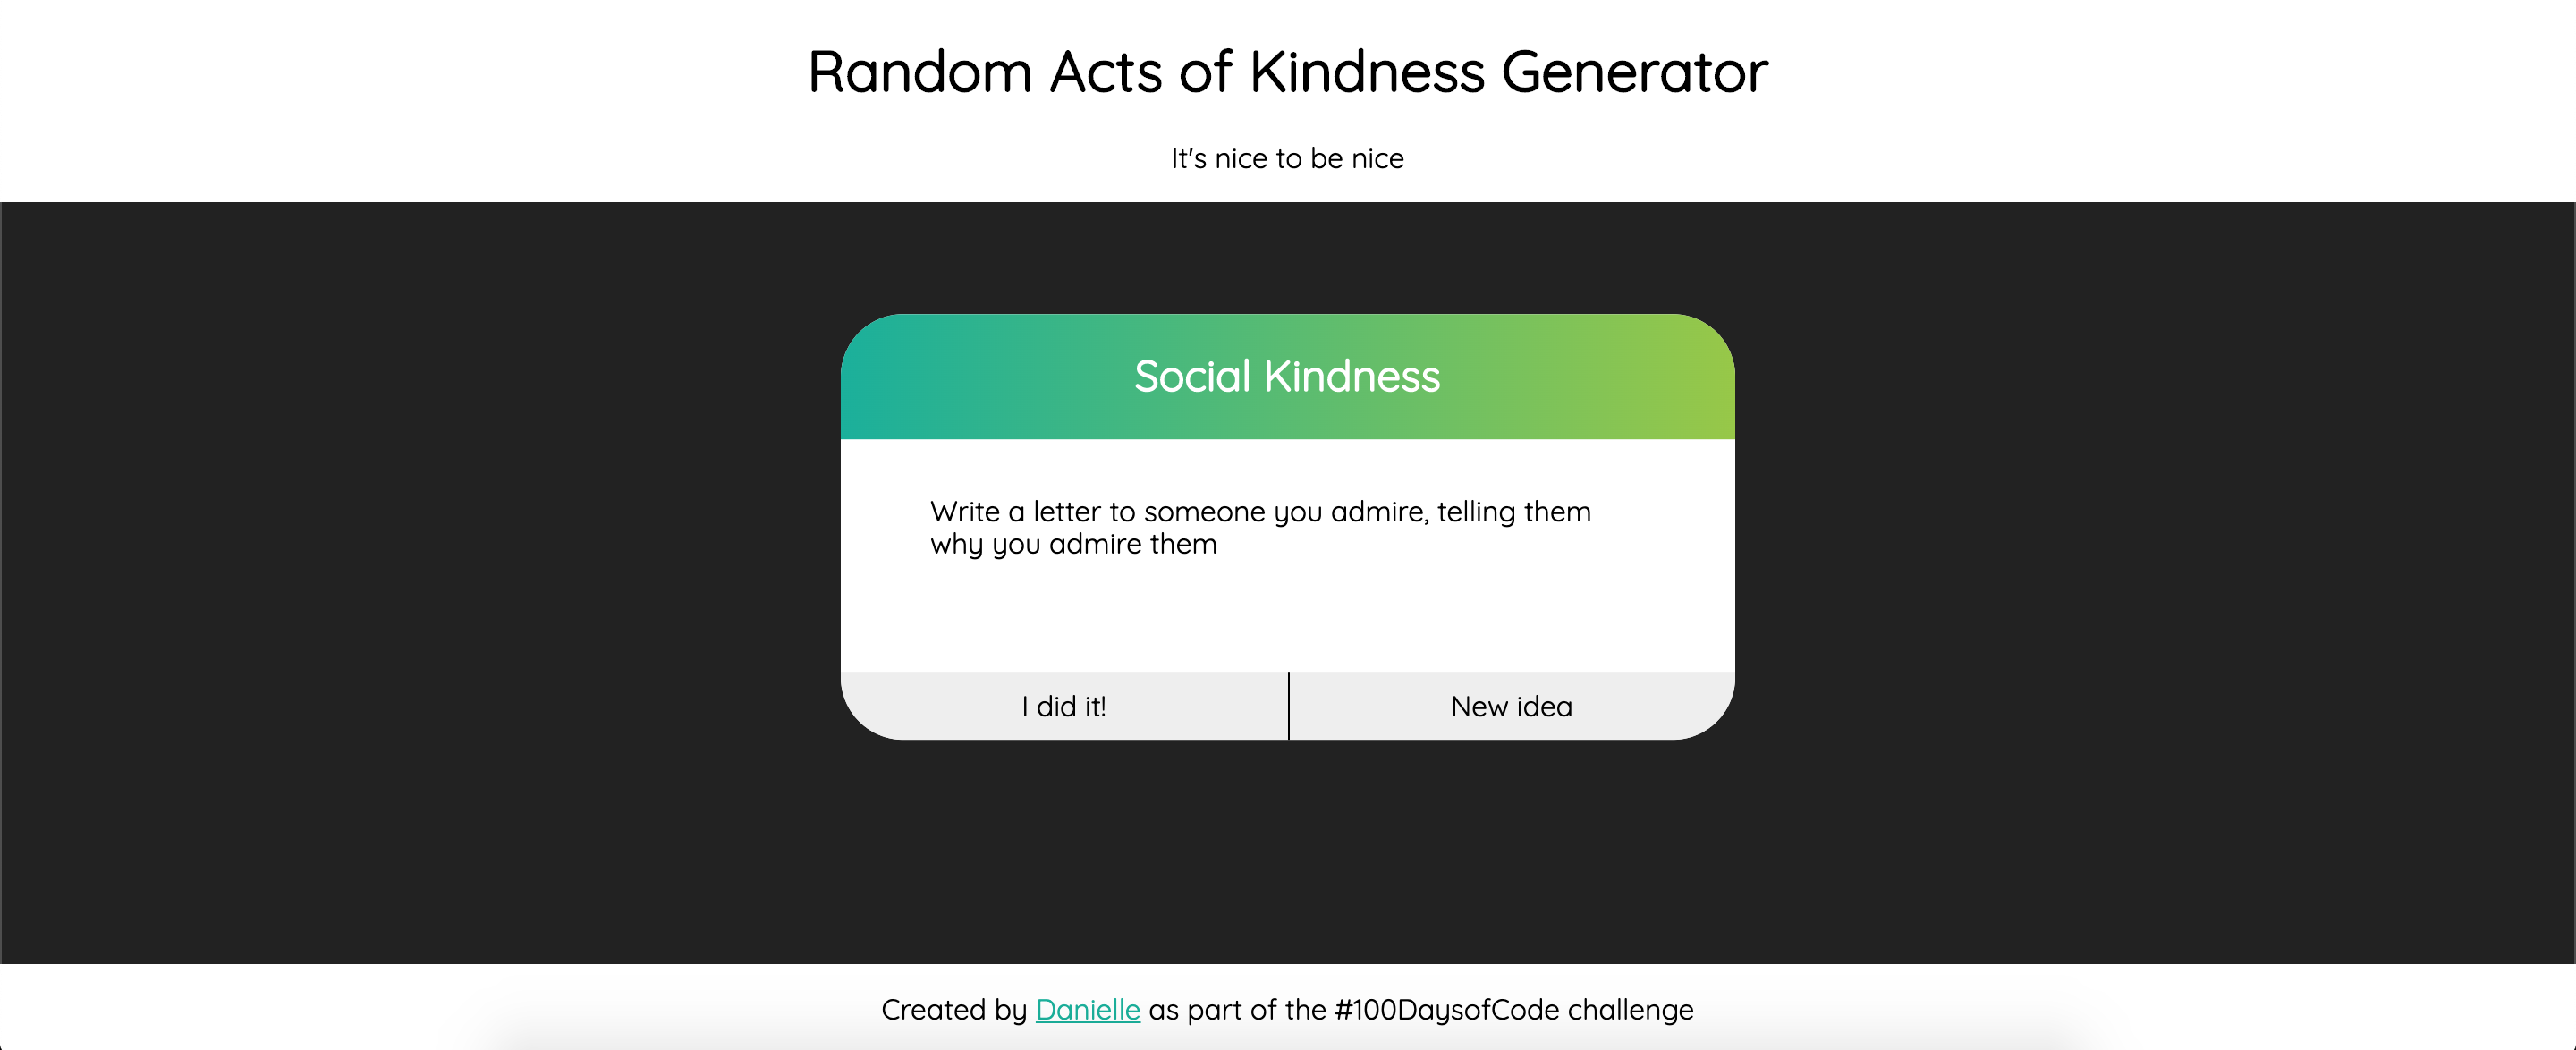 Random Acts of Kindness Generator
It's nice to be nice
Social Kindness
Write a letter to someone you admire, telling them
why you admire them
I did it!
New idea
Created by Danielle as part of the #100DaysofCode challenge